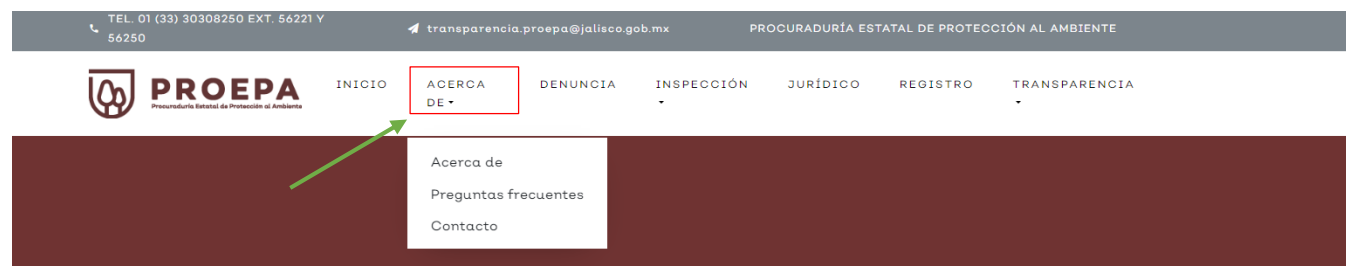 TEL. 01 (33) 30308250 EXT. 56221 Y
56250
transparencia.proepa@jalisco.gob.mx
PROCURADURÍA ESTATAL DE PROTECCIÓN AL AMBIENTE
PROEPA
Procuraduría Estatal de Protección al Ambiente
INICIO
ACERCA
DE
DENUNCIA
INSPECCIÓN
JURÍDICO
REGISTRO
TRANSPARENCIA
Acerca de
Preguntas frecuentes
Contacto